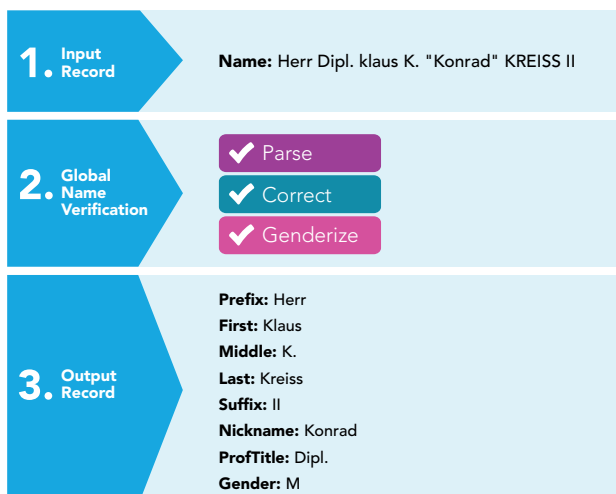 1. Input Record
Name: Herr Dipl. klaus K. "Konrad" KREISS II
2. Global Name Verification
Parse
Correct
Genderize
3. Output Record
Prefix: Herr
First: Klaus
Middle: K.
Last: Kreiss
Suffix: II
Nickname: Konrad
ProfTitle: Dipl.
Gender: M